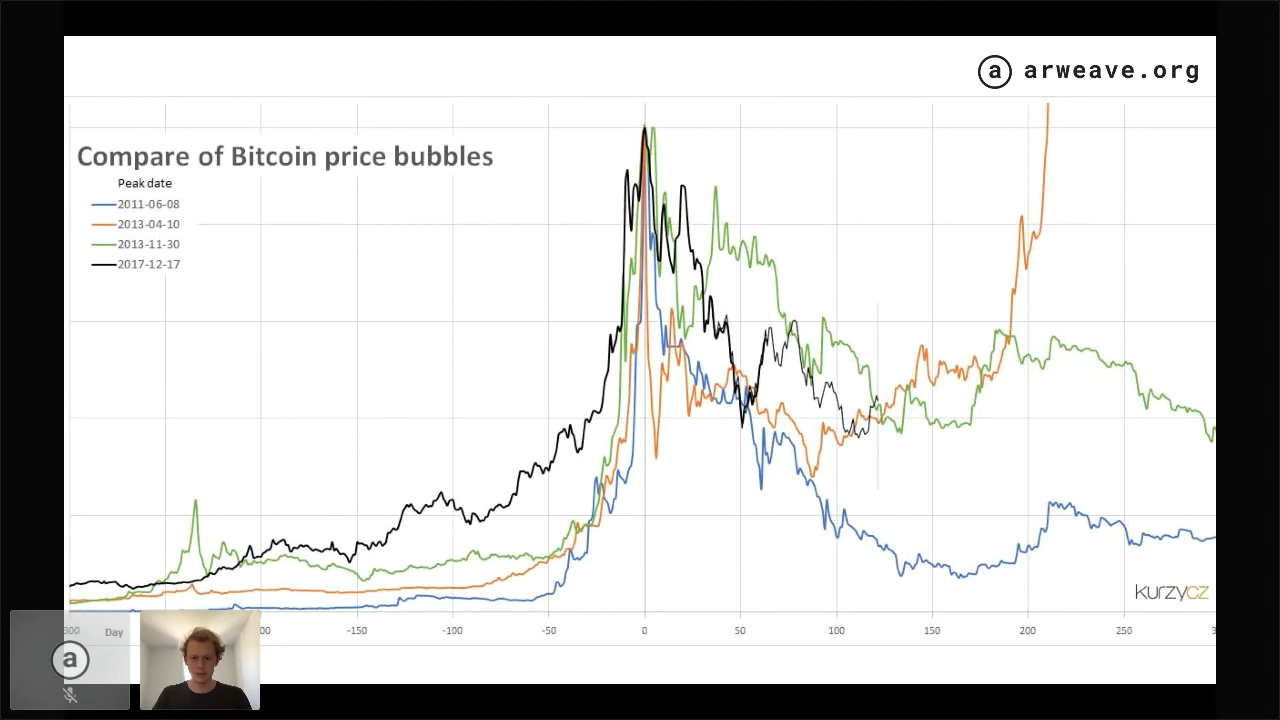 a arweave.org
Compare of Bitcoin price bubbles
Peak date
2011-06-08
2013-04-10
2013-11-30
2017-12-17
kurzycz
Day
-150 -100 -50 0 50 100 150 200 250
a